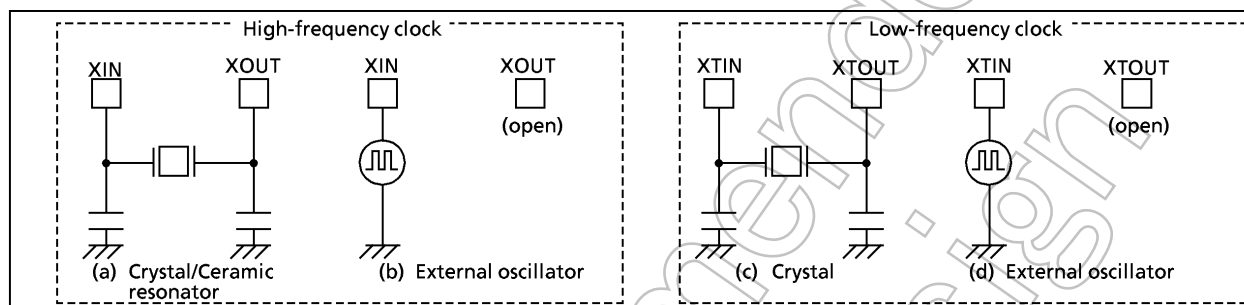 High-frequency clock
Low-frequency clock
XIN XOUT XIN XOUT
XTIN XTOUT XTIN XTOUT
(open)
(open)
(a) Crystal/Ceramic
resonator
(b) External oscillator
(c) Crystal
(d) External oscillator